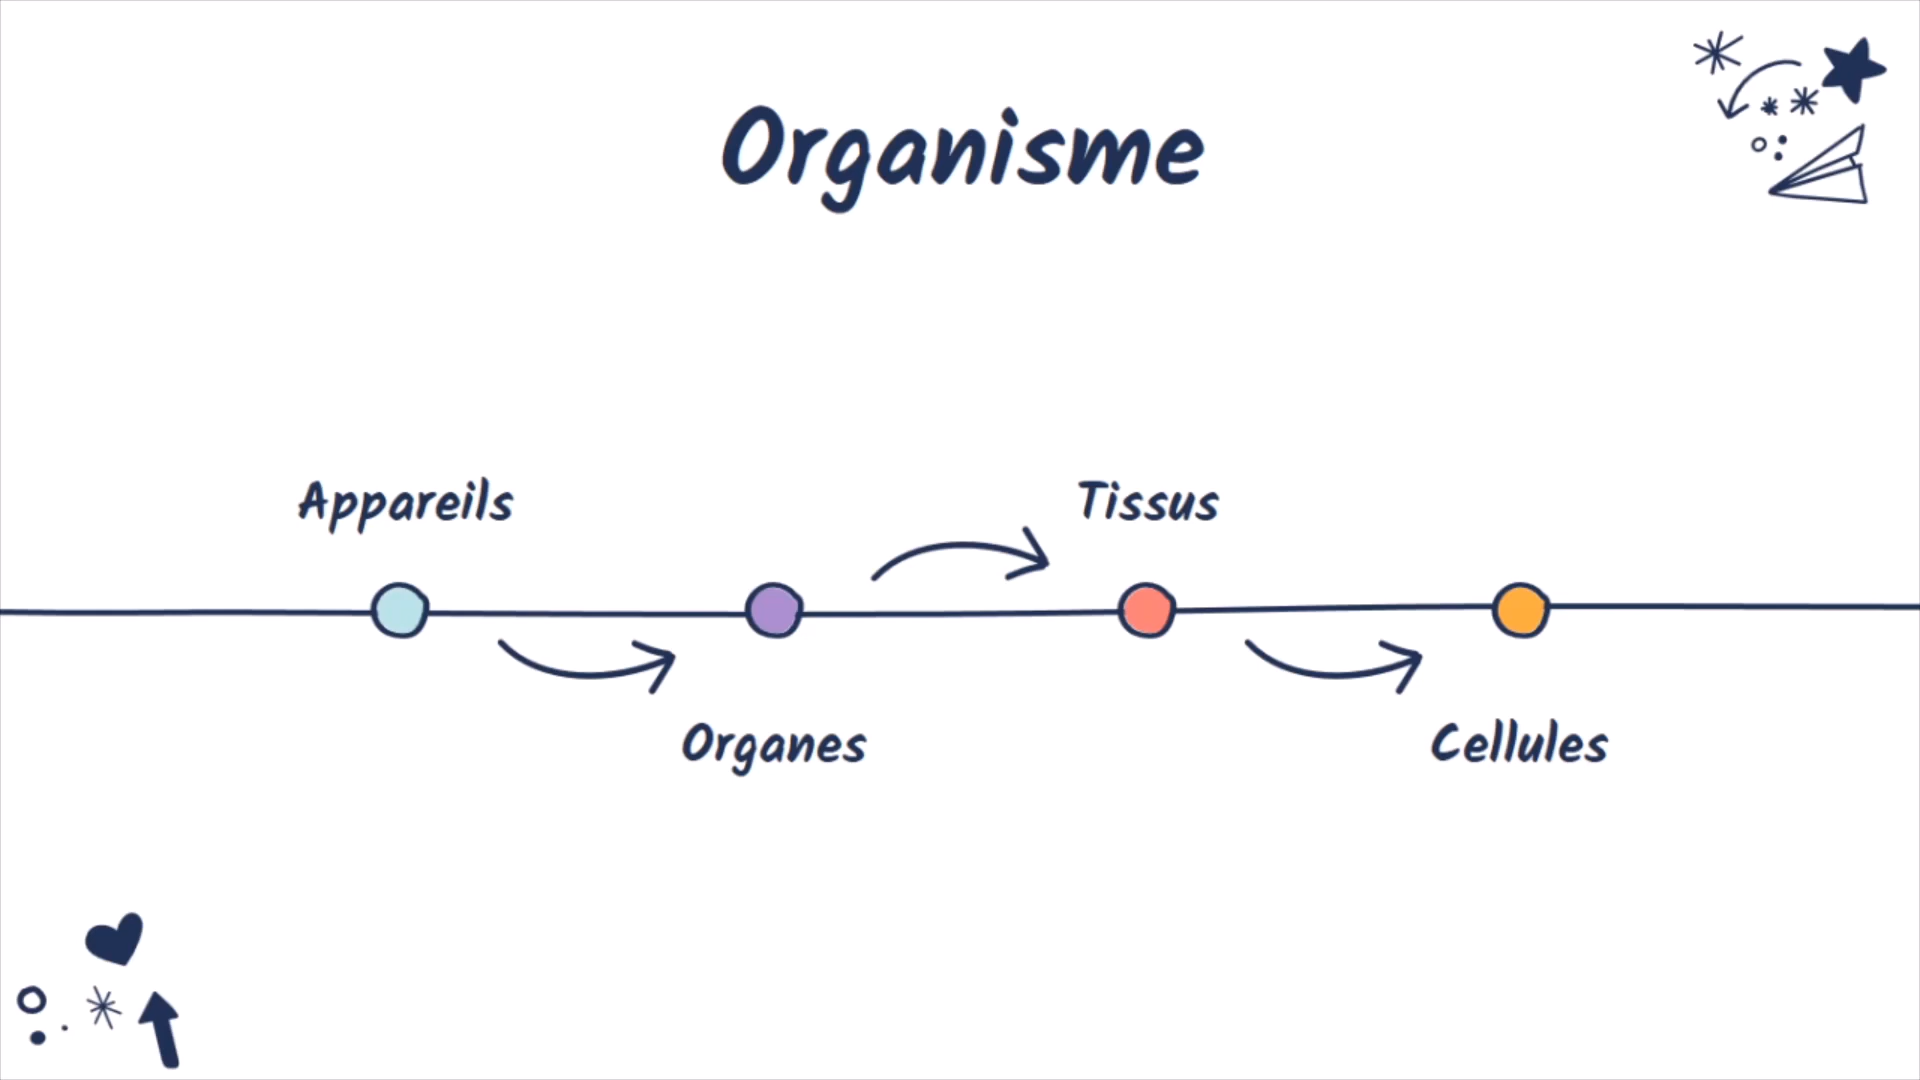 Organisme
Appareils
Organes
Tissus
Cellules